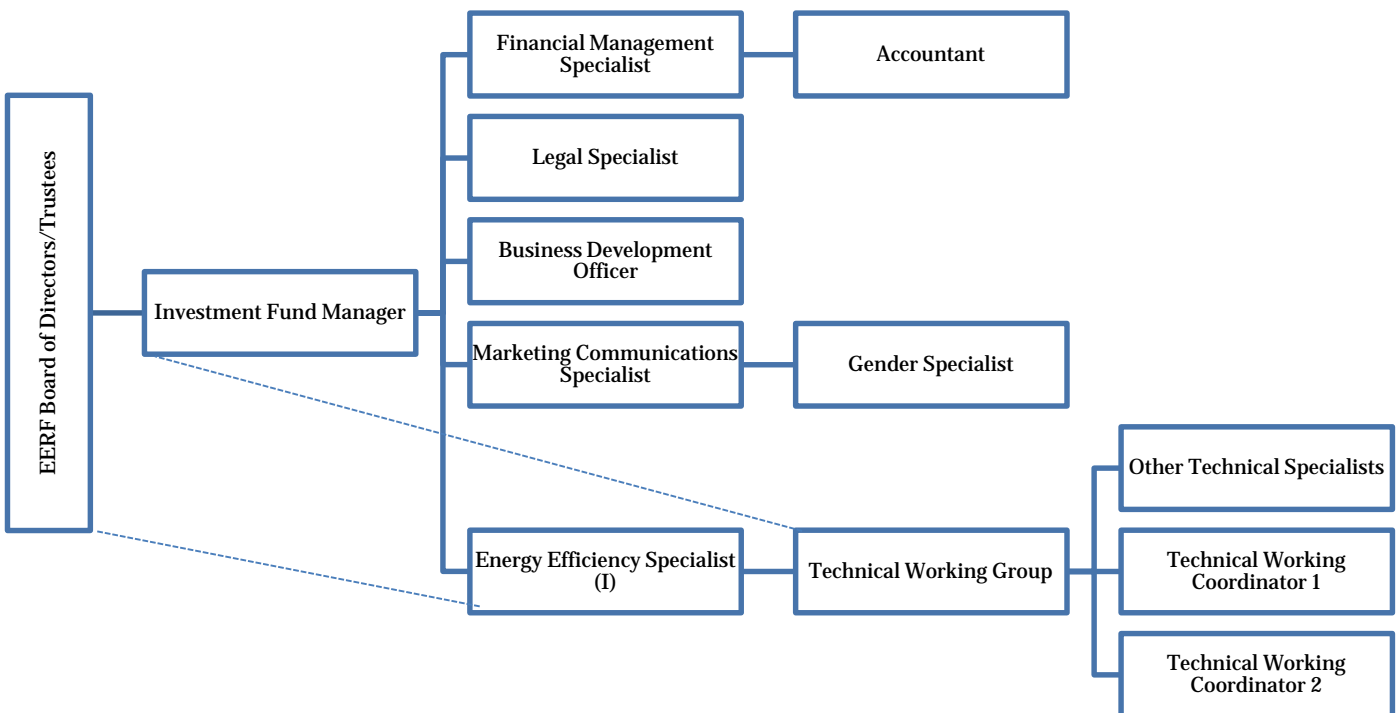 EERF Board of Directors/Trustees
Investment Fund Manager
Financial Management
Specialist
Accountant
Legal Specialist
Business Development
Officer
Marketing Communications
Specialist
Gender Specialist
Energy Efficiency Specialist
(I)
Technical Working Group
Other Technical Specialists
Technical Working
Coordinator 1
Technical Working
Coordinator 2